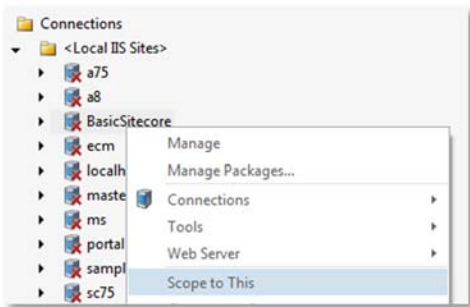 Connections
<Local IIS Sites>
a75
a8
BasicSitecore
ecm
Manage
localh
Manage Packages...
maste
Connections
ms
Tools
portal
Web Server
sampl
Scope to This
sc75